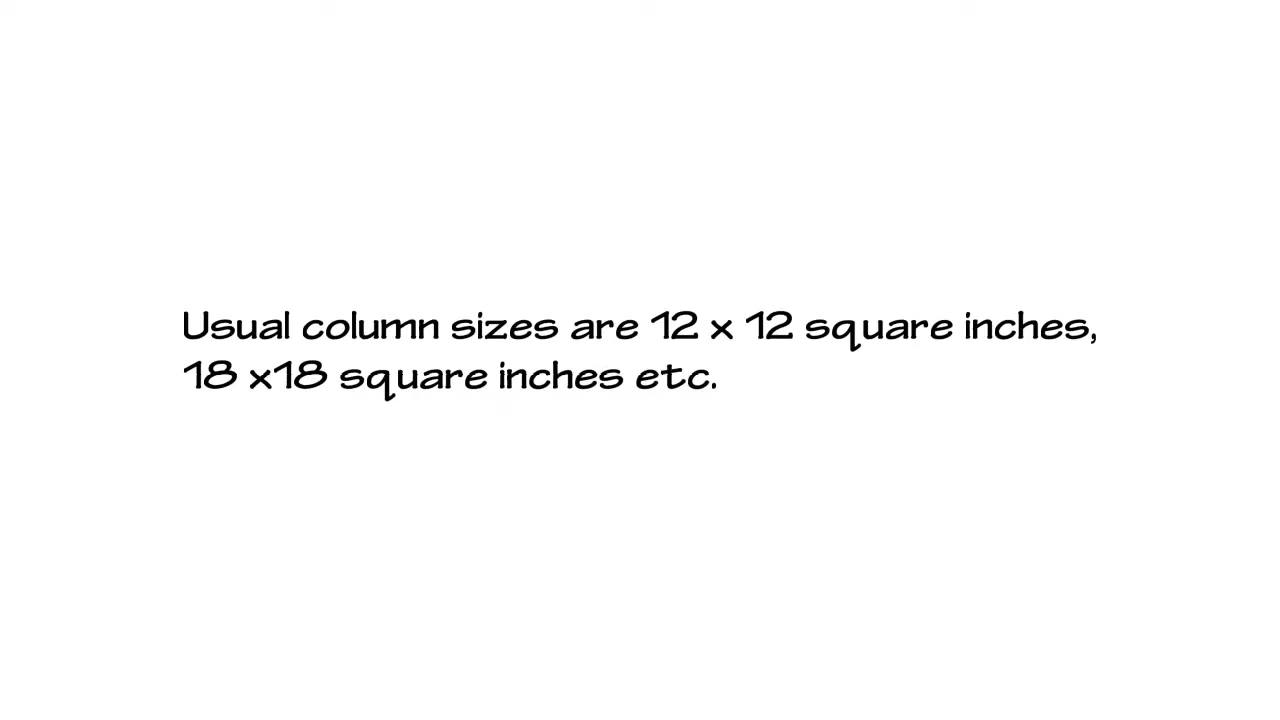 Usual column sizes are 12 x 12 square inches,
18 x18 square inches etc.